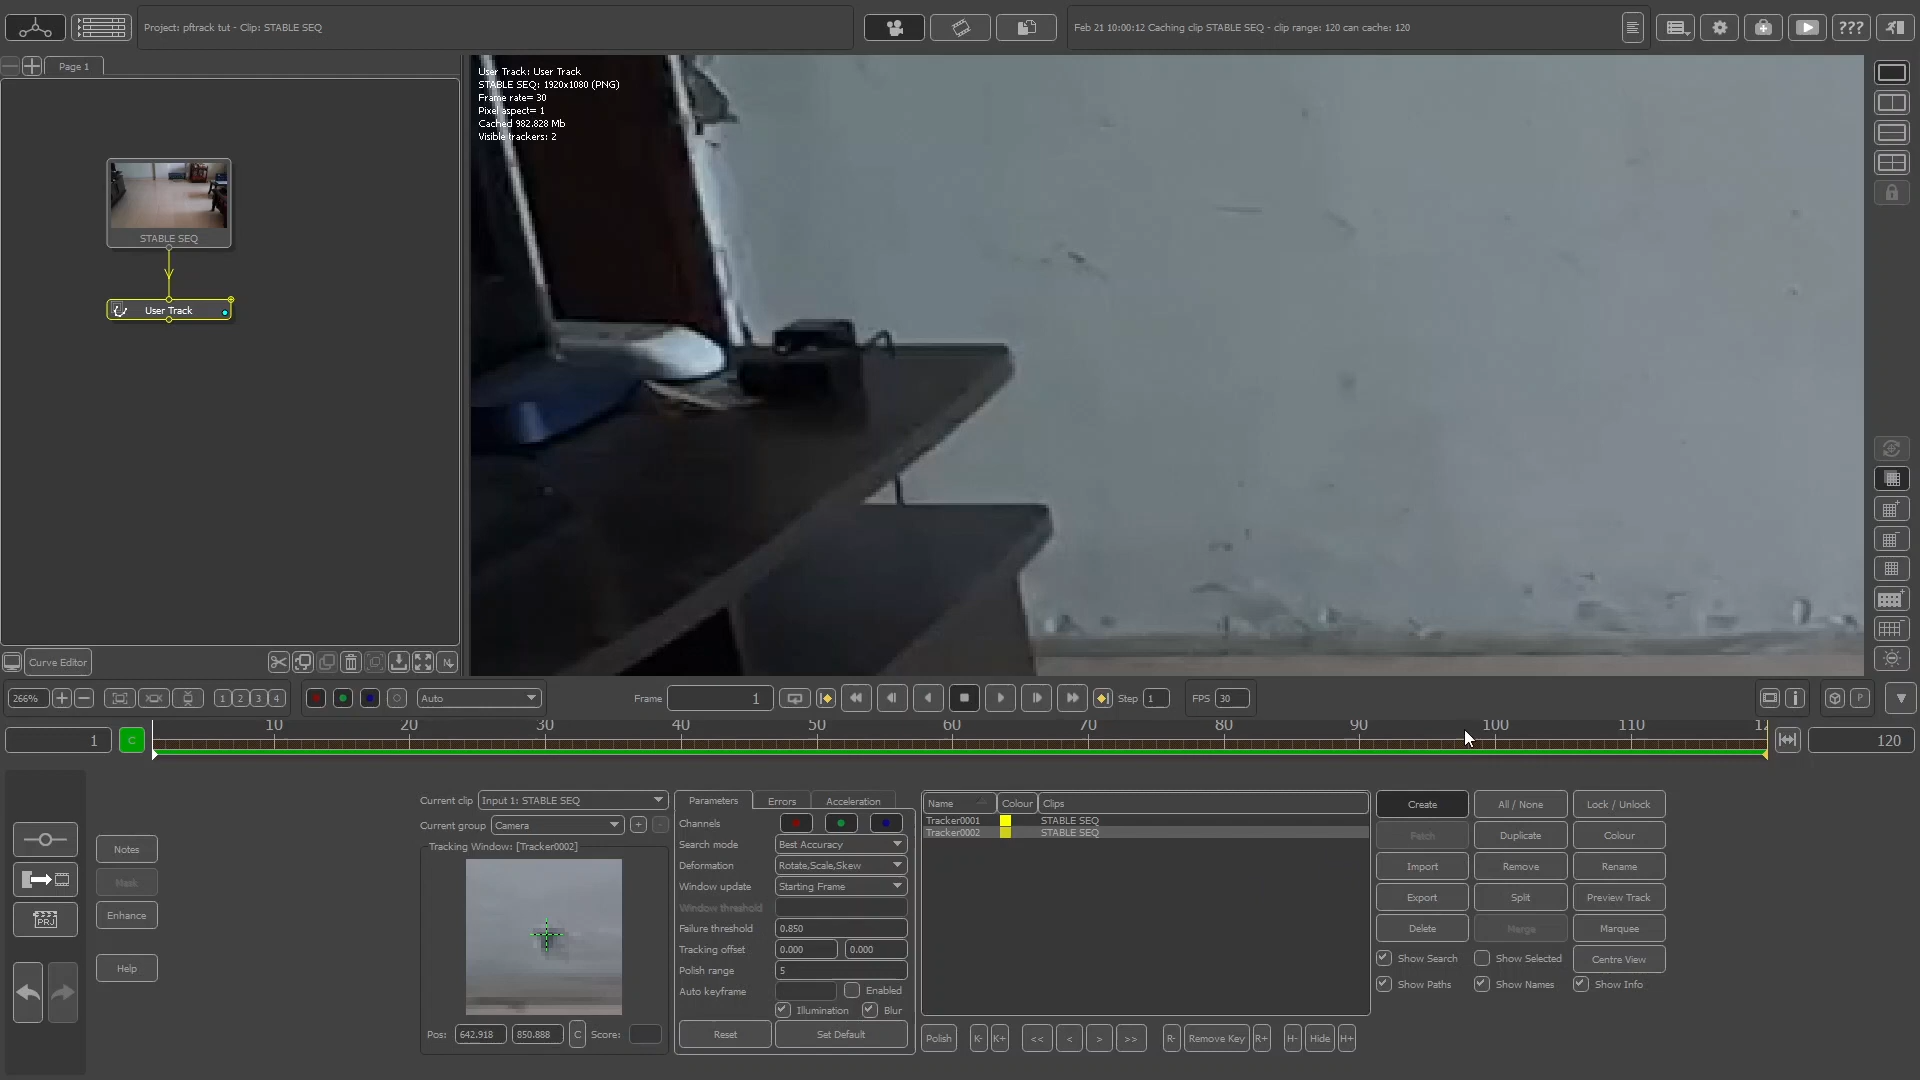 Project: pftrack tut - Clip: STABLE SEQ
Feb 21 10:00:12 Caching clip STABLE SEQ - clip range: 120 can cache: 120
???
Page 1
User Track: User Track
STABLE SEQ: 1920x1080 (PNG)
Frame rate= 30
Pixel aspect= 1
Cached 982.828 Mb
Visible trackers: 2
STABLE SEQ
User Track
Curve Editor
N
266%
1 2 3 4
Auto
Frame 1
Step 1
FPS 30
P
1
C
10 20 30 40 50 60 70 80 90 100 110
120
Current clip Input 1: STABLE SEQ
Current group Camera + -
Tracking Window: [Tracker0002]
Pos: 642.918 850.888 C Score:
PRJ
Notes
Mask
Enhance
Help
Parameters Errors Acceleration
Channels
Search mode Best Accuracy
Deformation Rotate,Scale,Skew
Window update Starting Frame
Window threshold
Failure threshold 0.850
Tracking offset 0.000 0.000
Polish range 5
Auto keyframe Enabled
Illumination Blur
Reset Set Default
Name Colour Clips
Tracker0001 STABLE SEQ
Tracker0002 STABLE SEQ
Polish K- K+ << < > >> R- Remove Key R+ H- Hide H+
Create All / None Lock / Unlock
Fetch Duplicate Colour
Import Remove Rename
Export Split Preview Track
Delete Merge Marquee
Show Search Show Selected Centre View
Show Paths Show Names Show Info